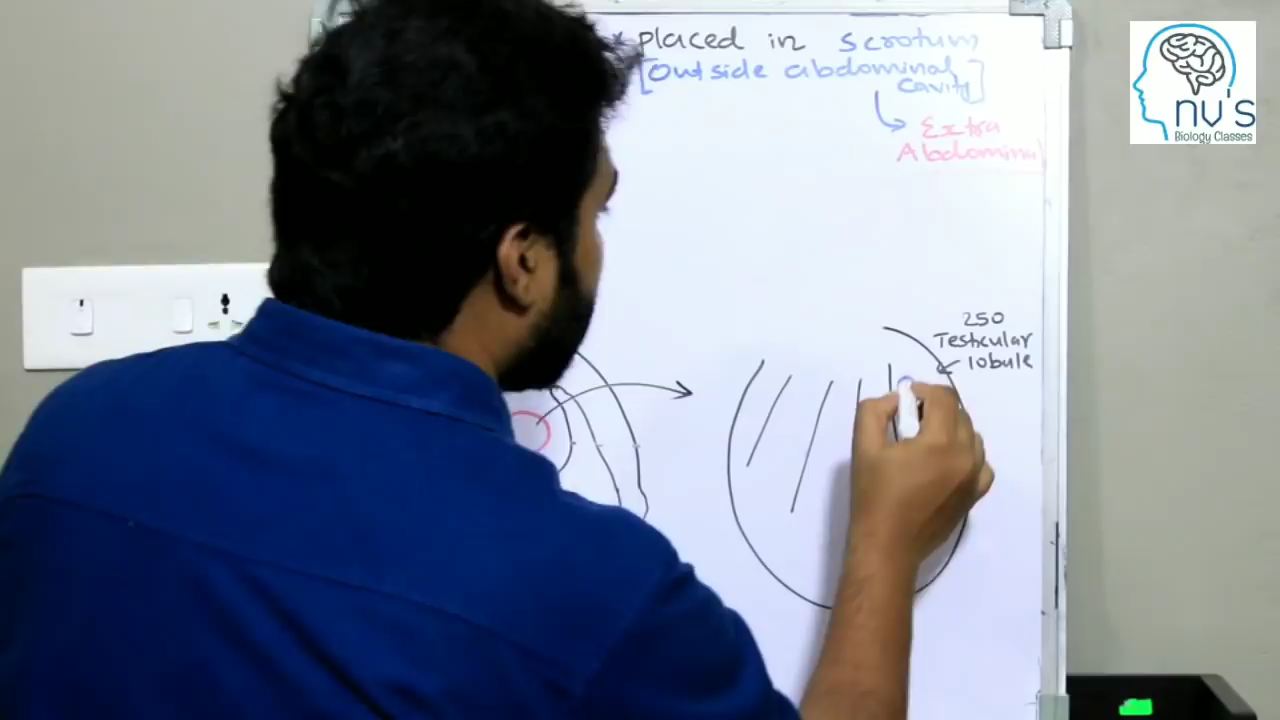 * placed in scrotum
[outside abdominal
cavity]
Extra
Abdominal
nv's
Biology Classes
250
Testicular
lobule